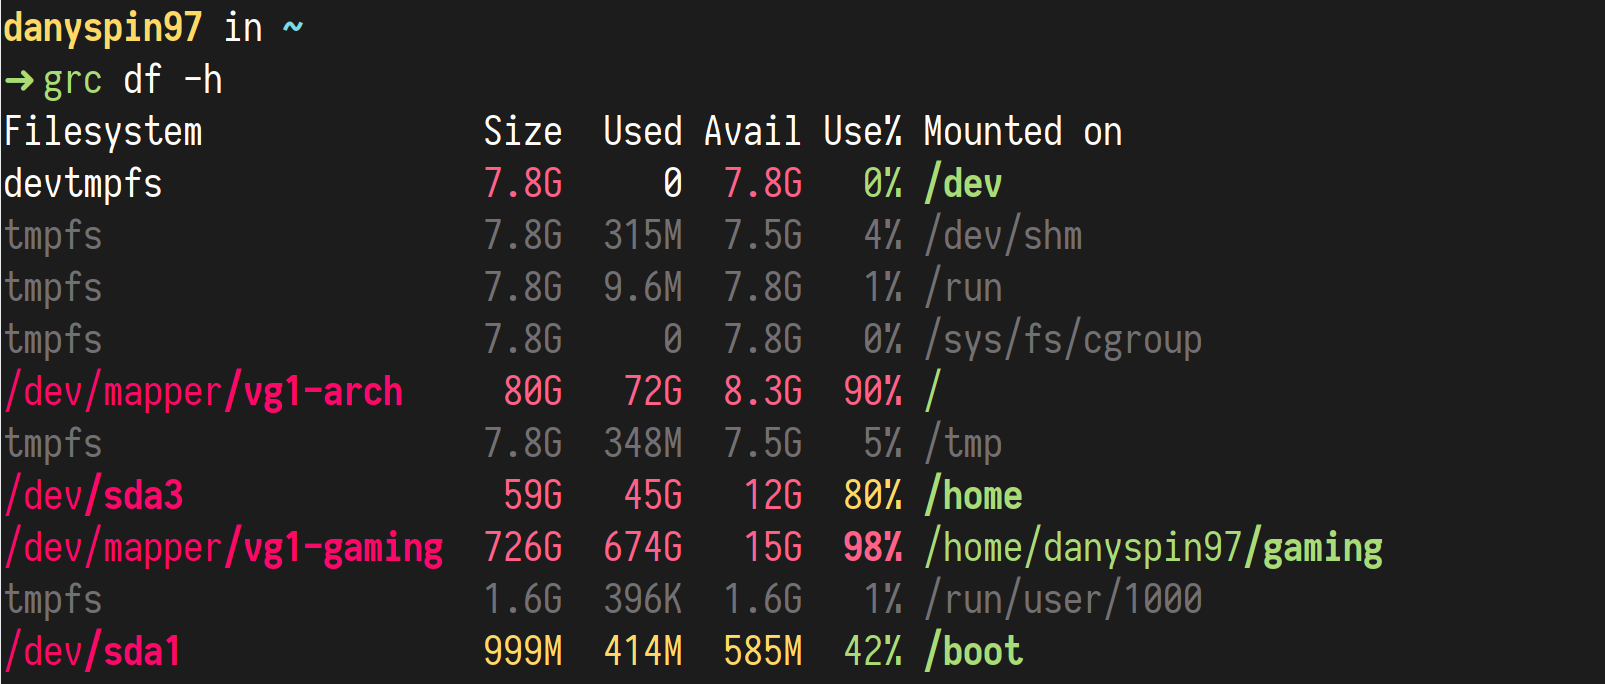 danyspin97 in ~
➜ grc df -h
Filesystem              Size  Used Avail Use% Mounted on
devtmpfs                7.8G     0  7.8G   0% /dev
tmpfs                   7.8G  315M  7.5G   4% /dev/shm
tmpfs                   7.8G  9.6M  7.8G   1% /run
tmpfs                   7.8G     0  7.8G   0% /sys/fs/cgroup
/dev/mapper/vg1-arch     80G   72G  8.3G  90% /
tmpfs                   7.8G  348M  7.5G   5% /tmp
/dev/sda3                59G   45G   12G  80% /home
/dev/mapper/vg1-gaming  726G  674G   15G  98% /home/danyspin97/gaming
tmpfs                   1.6G  396K  1.6G   1% /run/user/1000
/dev/sda1               999M  414M  585M  42% /boot